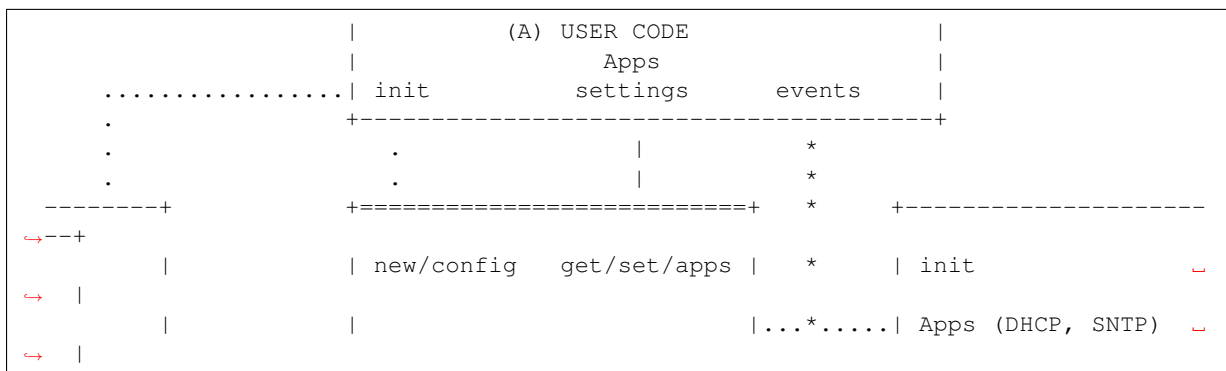 |          (A) USER CODE                 |
                       |                 Apps                   |
      .................| init          settings      events     |
      .                +----------------------------------------+
      .                   .                |           *
      .                   .                |           *
  --------+            +===========================+   *     +---------------------
↪--+
          |            | new/config   get/set/apps |   *     | init               ␣
↪  |
          |            |                           |...*.....| Apps (DHCP, SNTP)  ␣
↪  |